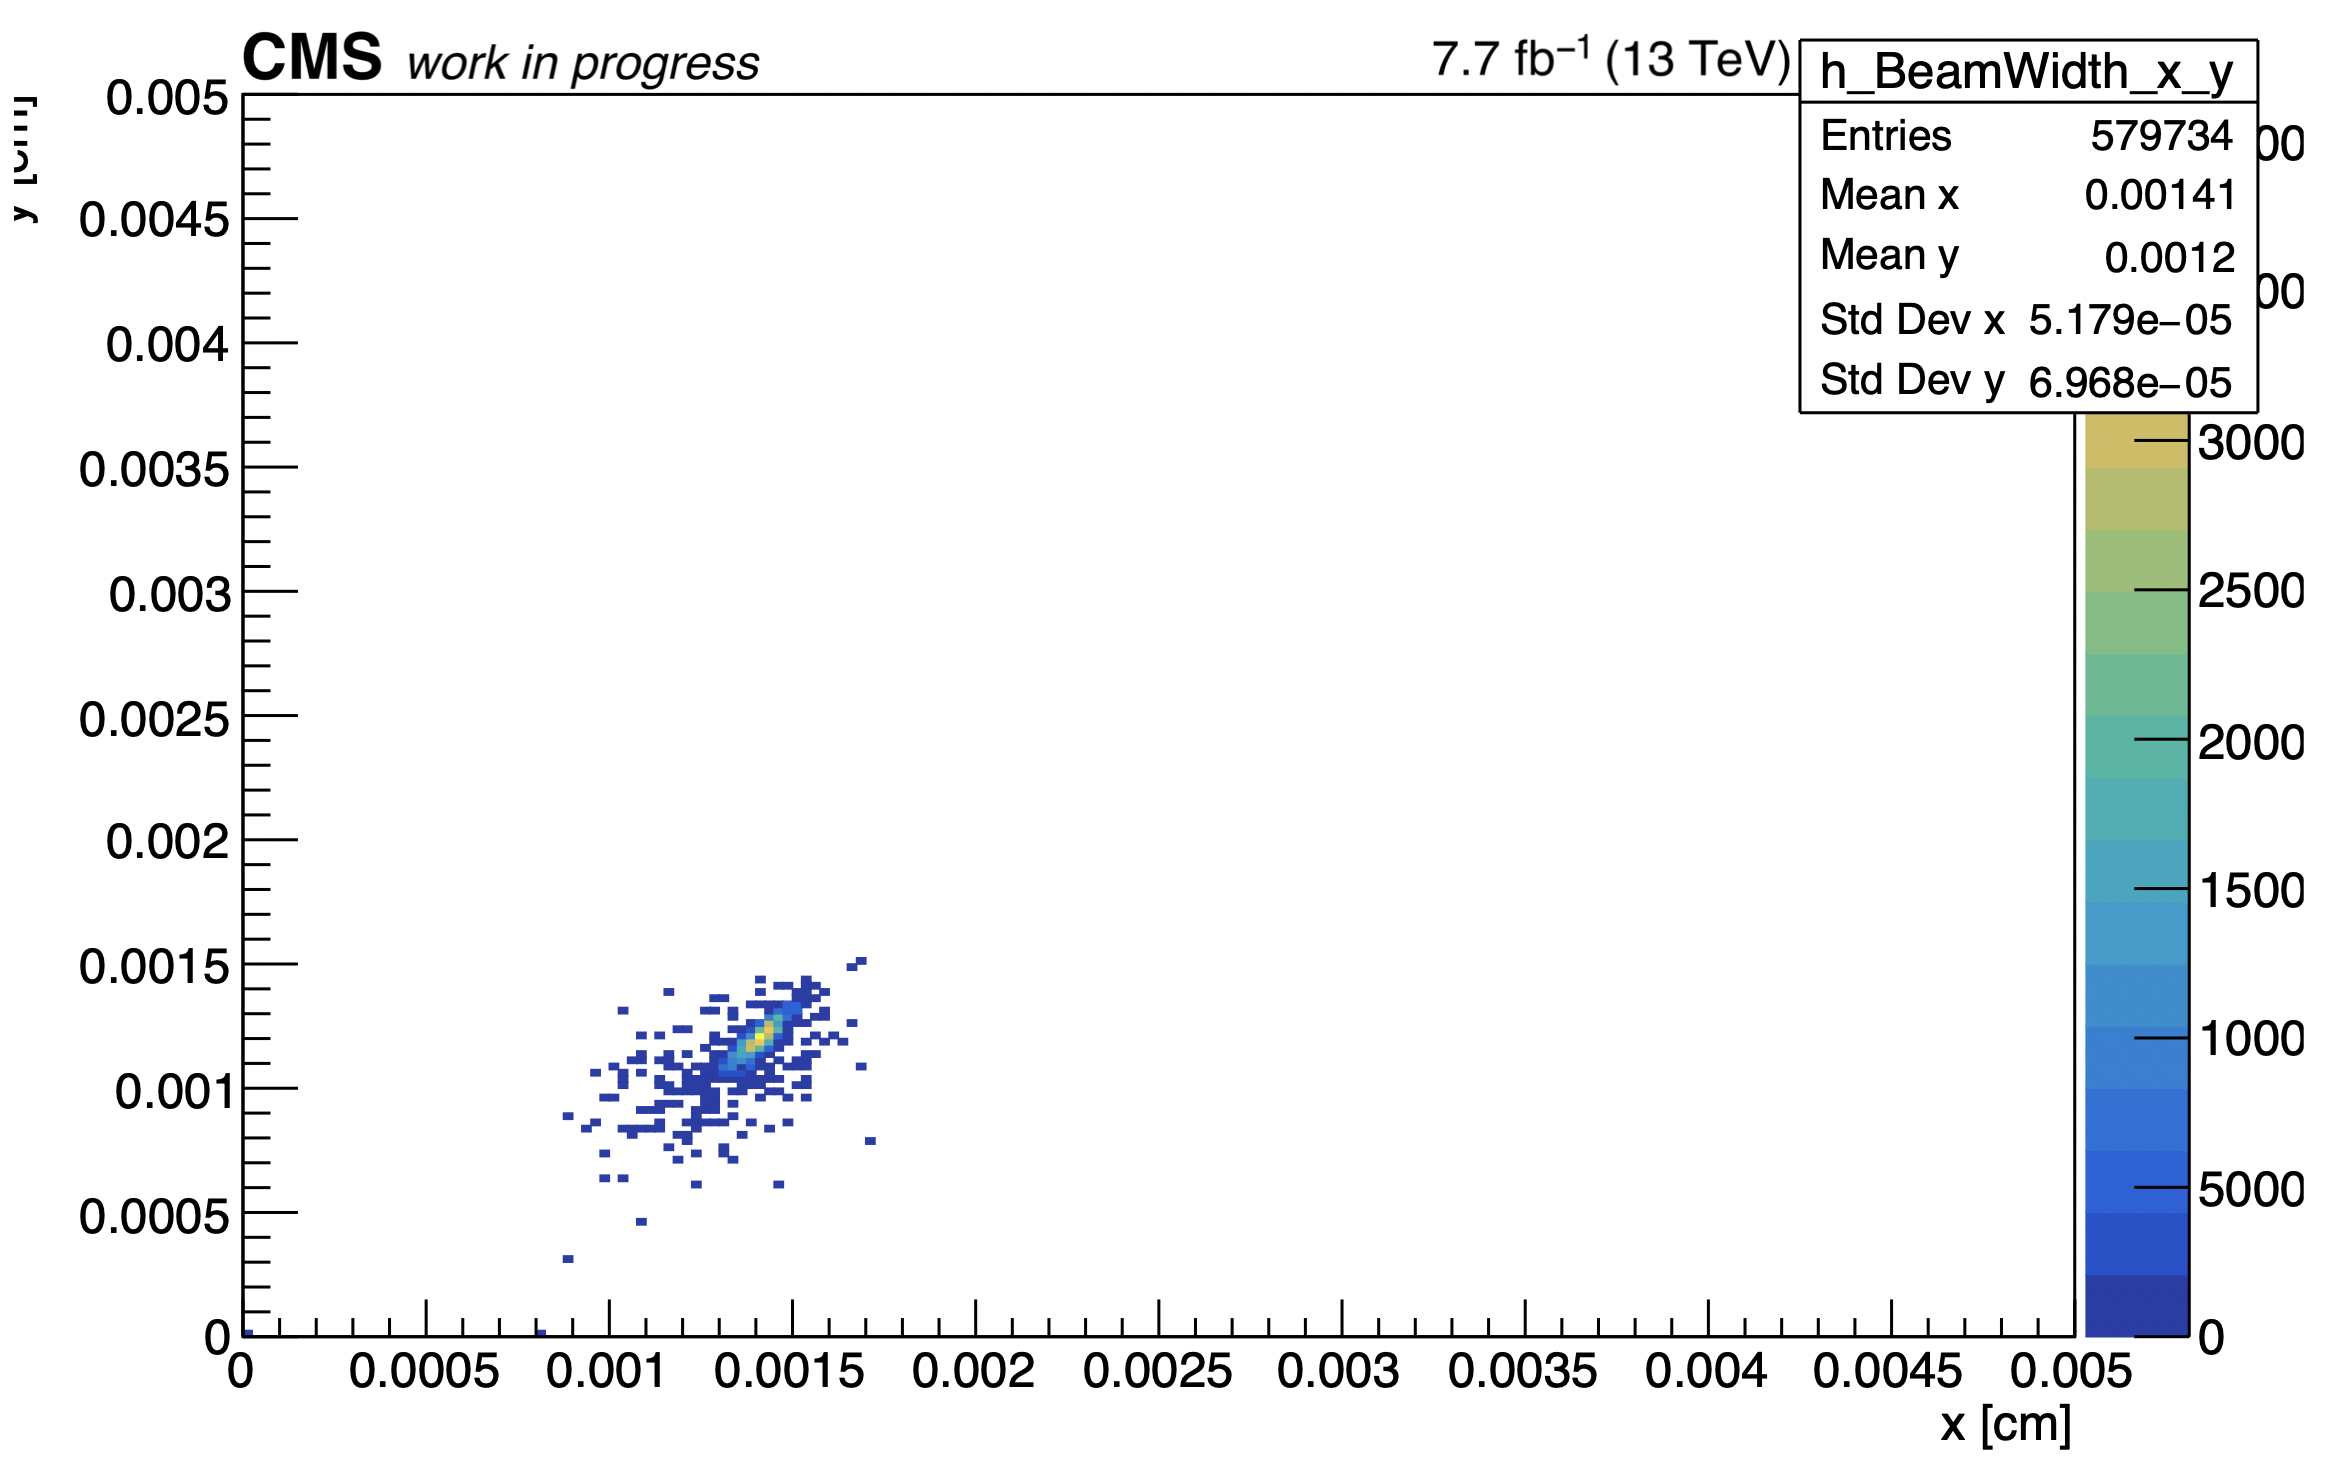 CMS work in progress
7.7 fb−1 (13 TeV)
h_BeamWidth_x_y
Entries 579734
Mean x 0.00141
Mean y 0.0012
Std Dev x 5.179e−05
Std Dev y 6.968e−05
y [cm]
0.005
0.0045
0.004
0.0035
0.003
0.0025
0.002
0.0015
0.001
0.0005
0
0 0.0005 0.001 0.0015 0.002 0.0025 0.003 0.0035 0.004 0.0045 0.005
x [cm]
00
00
3000
2500
2000
1500
1000
5000
0